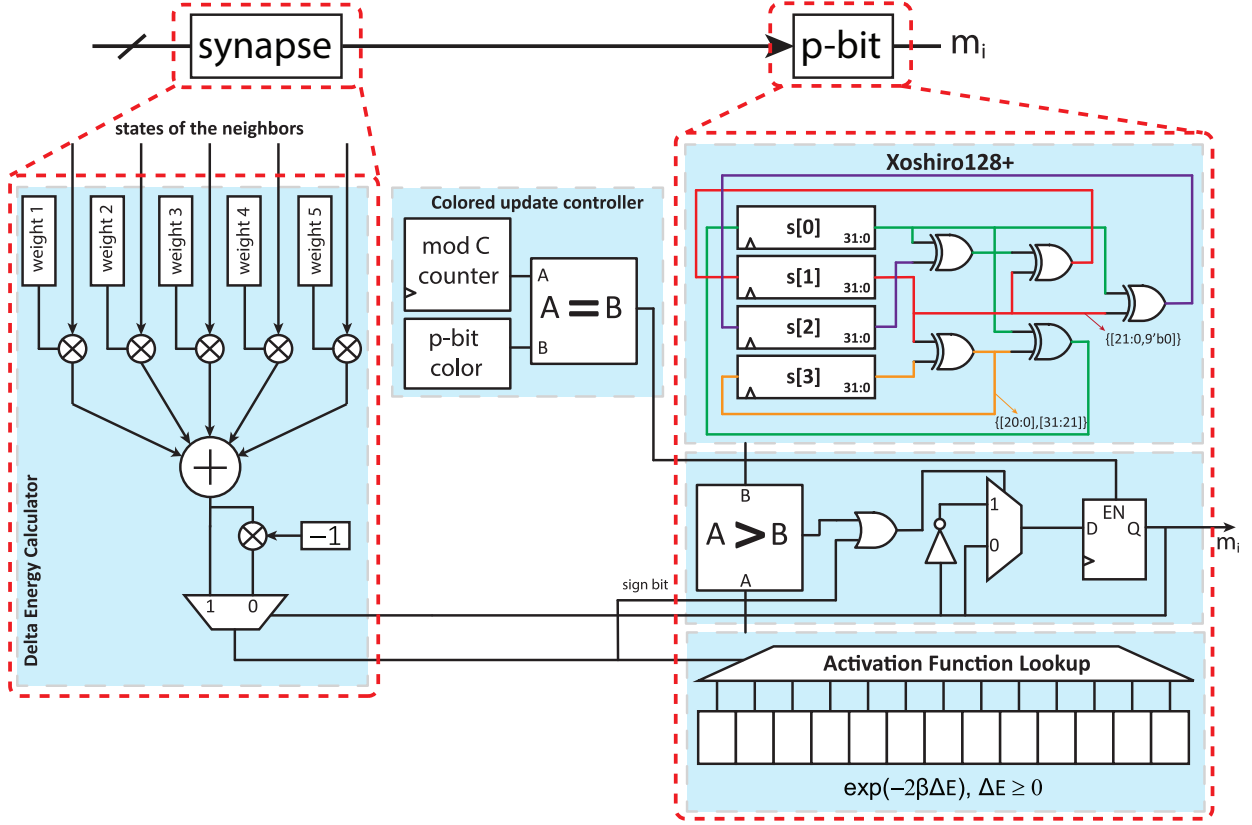 synapse
p-bit
mᵢ
states of the neighbors
weight 1
weight 2
weight 3
weight 4
weight 5
+
−1
1
0
Delta Energy Calculator
Colored update controller
mod C
counter
A
p-bit
color
B
A = B
Xoshiro128+
s[0]
31:0
s[1]
31:0
s[2]
31:0
s[3]
31:0
{[21:0,9'b0]}
{[20:0],[31:21]}
B
A > B
A
sign bit
1
0
EN
D
Q
mᵢ
Activation Function Lookup
exp(−2βΔE), ΔE ≥ 0